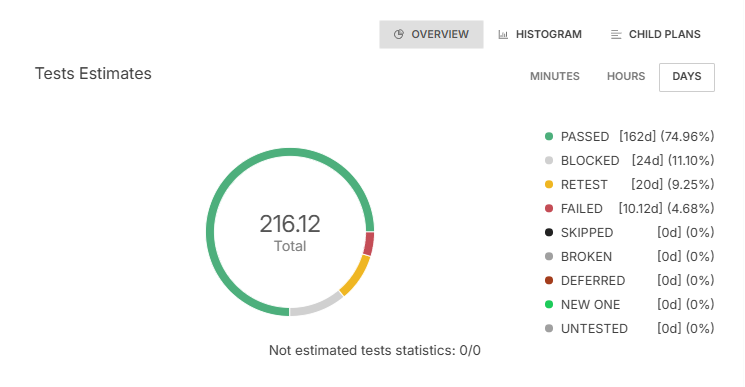 OVERVIEW HISTOGRAM CHILD PLANS
Tests Estimates
MINUTES HOURS DAYS
216.12
Total
PASSED [162d] (74.96%)
BLOCKED [24d] (11.10%)
RETEST [20d] (9.25%)
FAILED [10.12d] (4.68%)
SKIPPED [0d] (0%)
BROKEN [0d] (0%)
DEFERRED [0d] (0%)
NEW ONE [0d] (0%)
UNTESTED [0d] (0%)
Not estimated tests statistics: 0/0